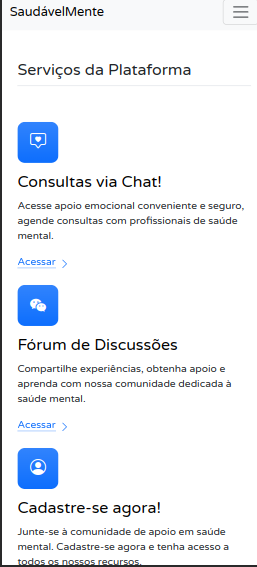 SaudávelMente
Serviços da Plataforma
Consultas via Chat!
Acesse apoio emocional conveniente e seguro,
agende consultas com profissionais de saúde
mental.
Acessar
Fórum de Discussões
Compartilhe experiências, obtenha apoio e
aprenda com nossa comunidade dedicada à
saúde mental.
Acessar
Cadastre-se agora!
Junte-se à comunidade de apoio em saúde
mental. Cadastre-se agora e tenha acesso a
todos os nossos recursos.